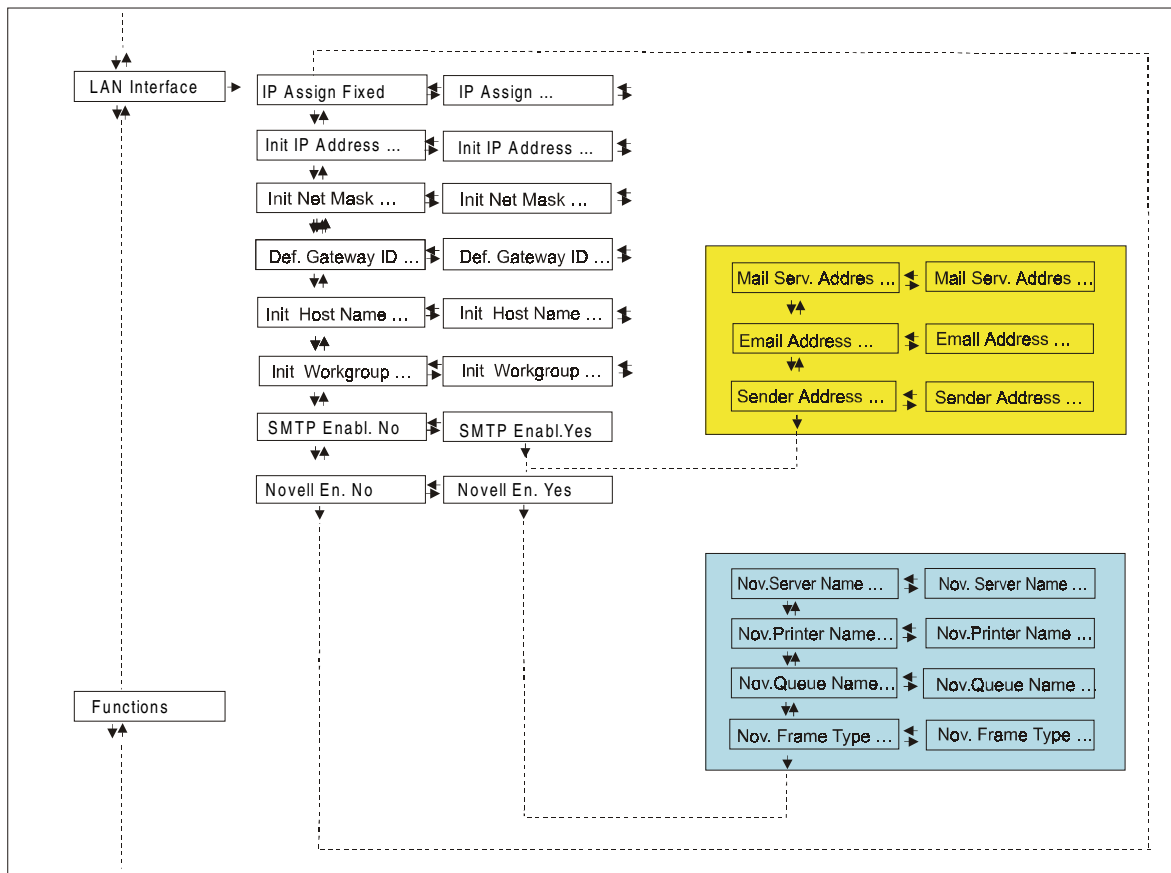 LAN Interface
IP Assign Fixed
IP Assign ...
Init IP Address ...
Init IP Address ...
Init Net Mask ...
Init Net Mask ...
Def. Gateway ID ...
Def. Gateway ID ...
Init Host Name ...
Init Host Name ...
Init Workgroup ...
Init Workgroup ...
SMTP Enabl. No
SMTP Enabl.Yes
Novell En. No
Novell En. Yes
Mail Serv. Addres ...
Mail Serv. Addres ...
Email Address ...
Email Address ...
Sender Address ...
Sender Address ...
Nov.Server Name ...
Nov. Server Name ...
Nov.Printer Name...
Nov.Printer Name ...
Nov.Queue Name...
Nov.Queue Name ...
Nov. Frame Type ...
Nov. Frame Type ...
Functions